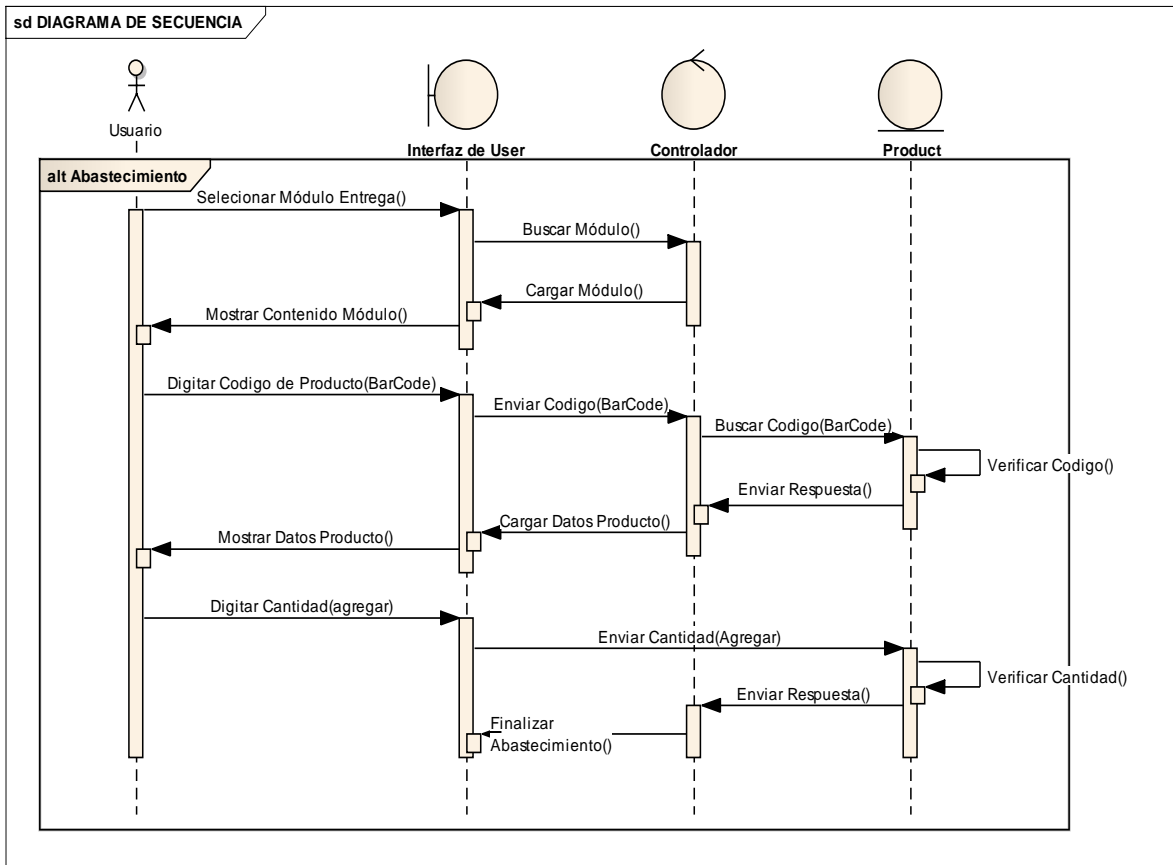 sd DIAGRAMA DE SECUENCIA
Usuario
Interfaz de User
Controlador
Product
alt Abastecimiento
Selecionar Módulo Entrega()
Buscar Módulo()
Cargar Módulo()
Mostrar Contenido Módulo()
Digitar Codigo de Producto(BarCode)
Enviar Codigo(BarCode)
Buscar Codigo(BarCode)
Verificar Codigo()
Enviar Respuesta()
Cargar Datos Producto()
Mostrar Datos Producto()
Digitar Cantidad(agregar)
Enviar Cantidad(Agregar)
Verificar Cantidad()
Enviar Respuesta()
Finalizar
Abastecimiento()